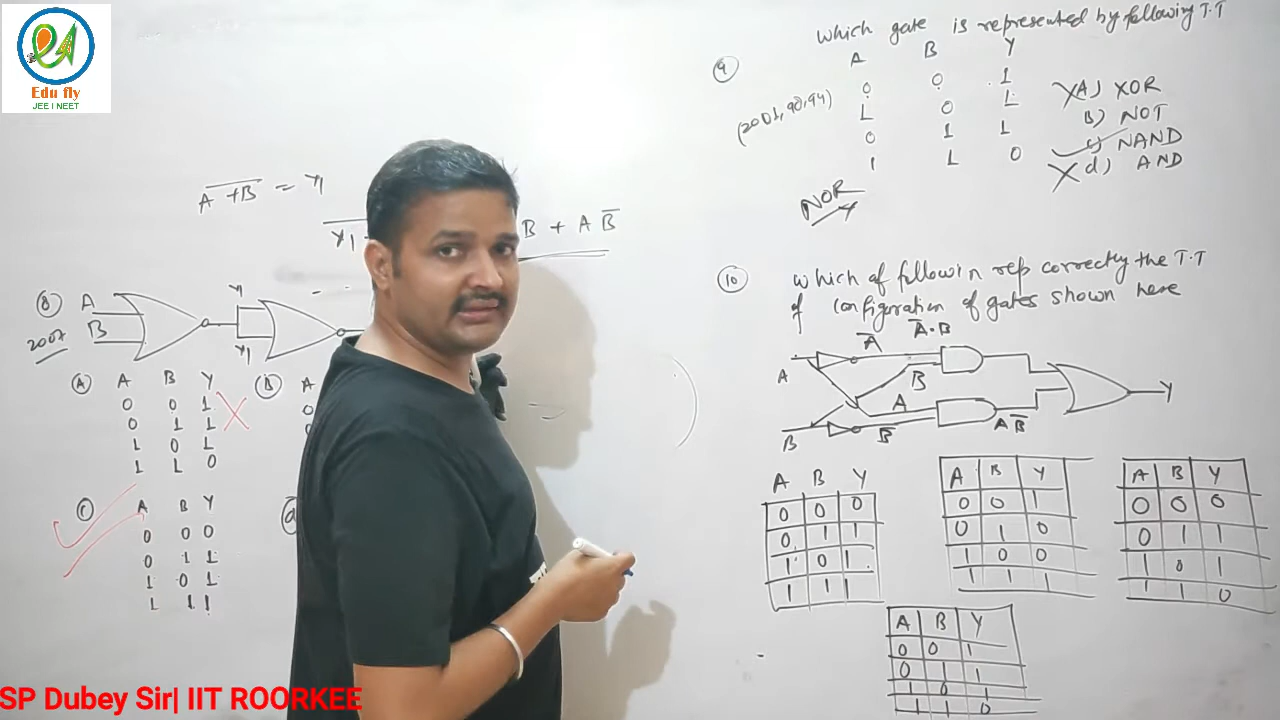 Edu fly
JEE I NEET
A+B = Y
Y1
B + A B̅
8
2007
A
B
Y1
Y1
(A) A B Y
0 0 1
0 1 1
1 0 1
1 1 0
(B) A
0
(C) A B Y
0 0 0
0 1 1
1 0 1
1 1 1
(d)
=
Which gate is represented by following T.T
9
A B Y
0 0 1
1 0 1
0 1 1
1 1 0
(2001, 90, 94)
A) XOR
B) NOT
c) NAND
d) AND
NOR
10
Which of followin rep correctly the T.T
of configration of gates shown here
A
A̅
A̅.B
B
A
B
B̅
AB̅
Y
A B Y
0 0 0
0 1 1
1 0 1
1 1 1
A B Y
0 0 1
0 1 0
1 0 0
1 1 1
A B Y
0 0 0
0 1 1
1 0 1
1 1 0
A B Y
0 0 1
0 1 1
1 0 1
1 1 0
SP Dubey Sir| IIT ROORKEE